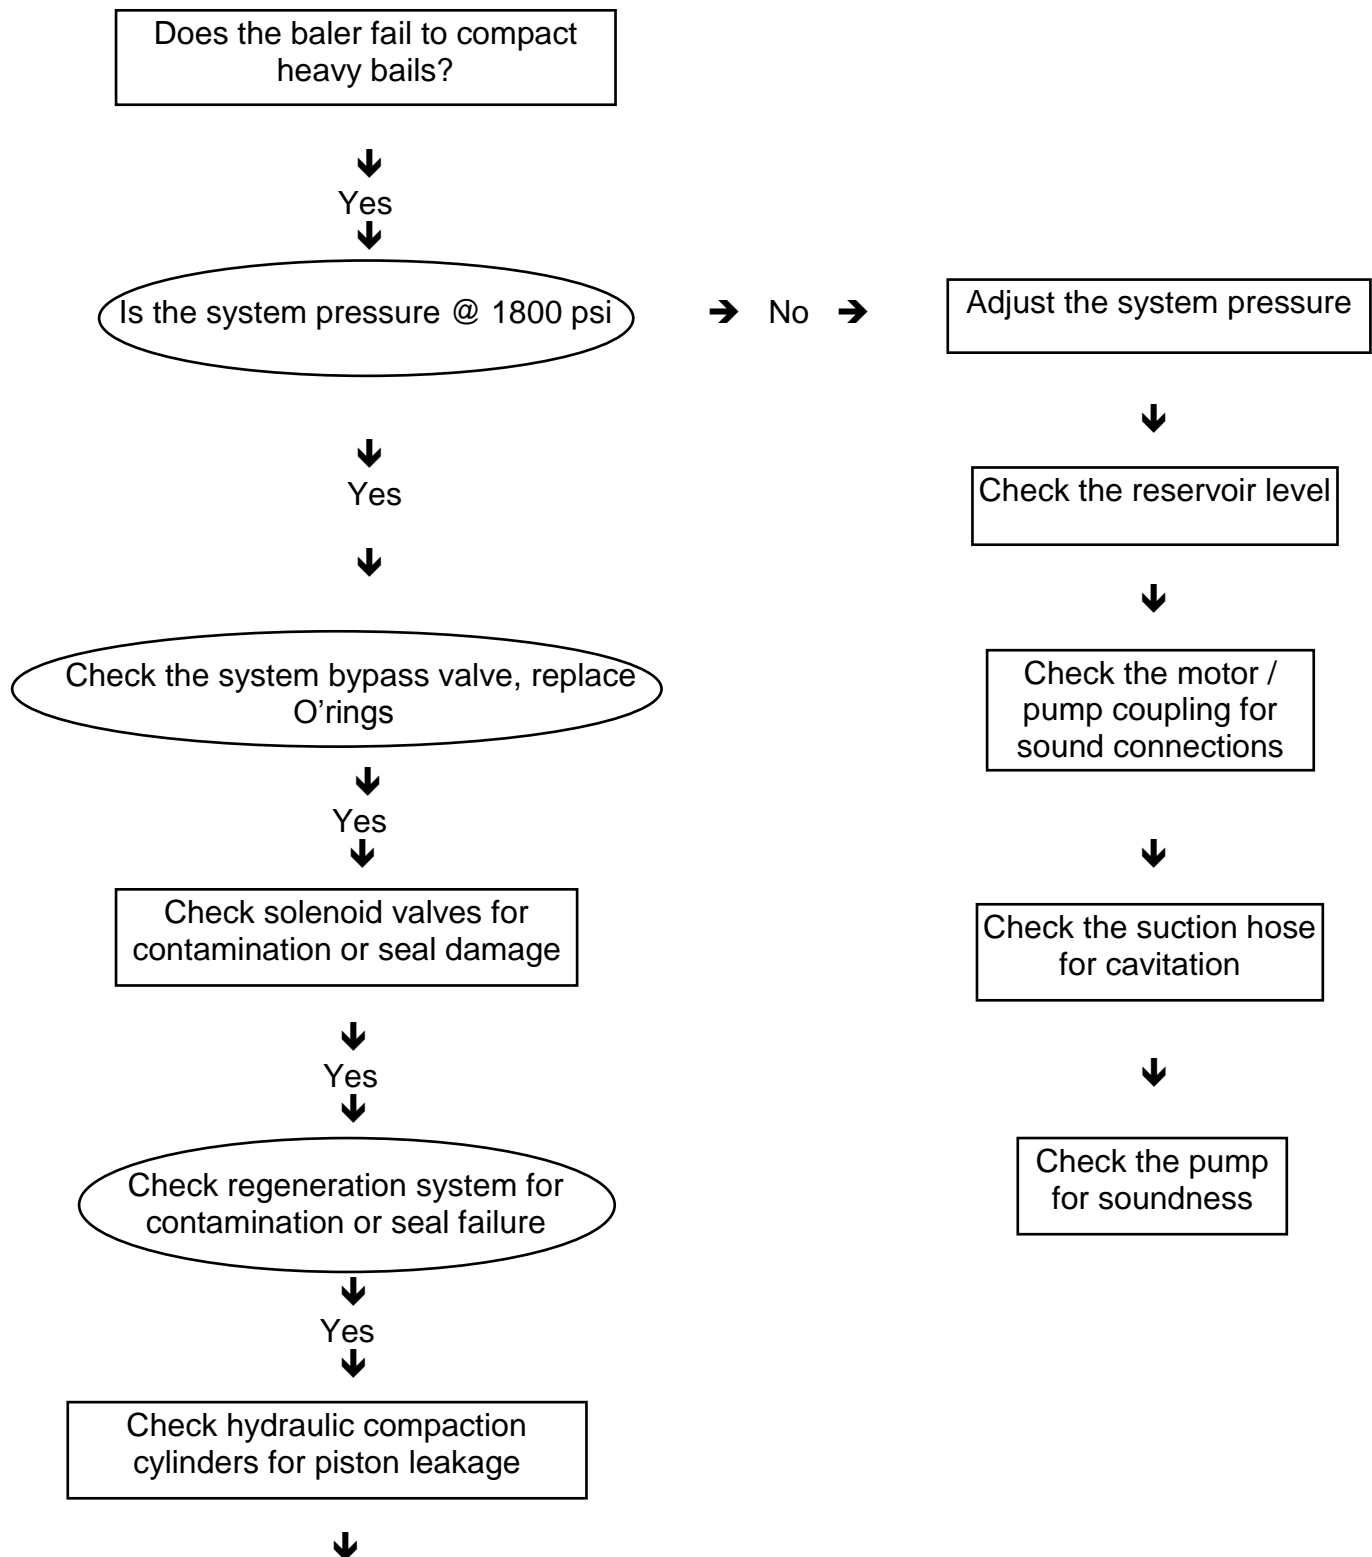 Does the baler fail to compact
heavy bails?
Yes
Is the system pressure @ 1800 psi
No
Adjust the system pressure
Yes
Check the reservoir level
Check the system bypass valve, replace
O’rings
Check the motor /
pump coupling for
sound connections
Yes
Check solenoid valves for
contamination or seal damage
Check the suction hose
for cavitation
Yes
Check regeneration system for
contamination or seal failure
Check the pump
for soundness
Yes
Check hydraulic compaction
cylinders for piston leakage